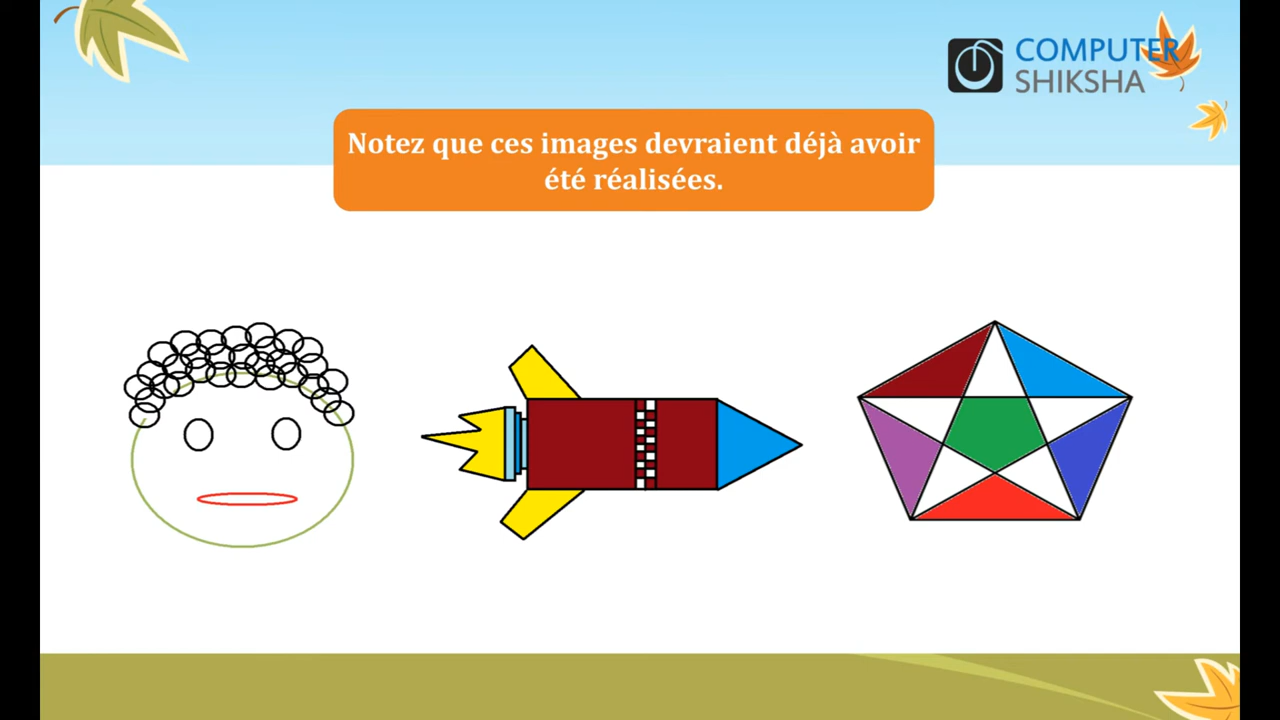 COMPUTER
SHIKSHA
Notez que ces images devraient déjà avoir
été réalisées.